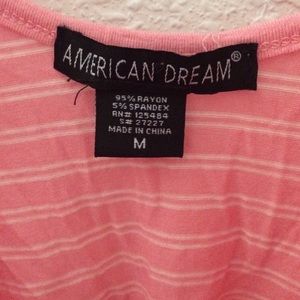 AMERICAN DREAM®
95% RAYON
5% SPANDEX
RN# 125484
S# 27227
MADE IN CHINA
M